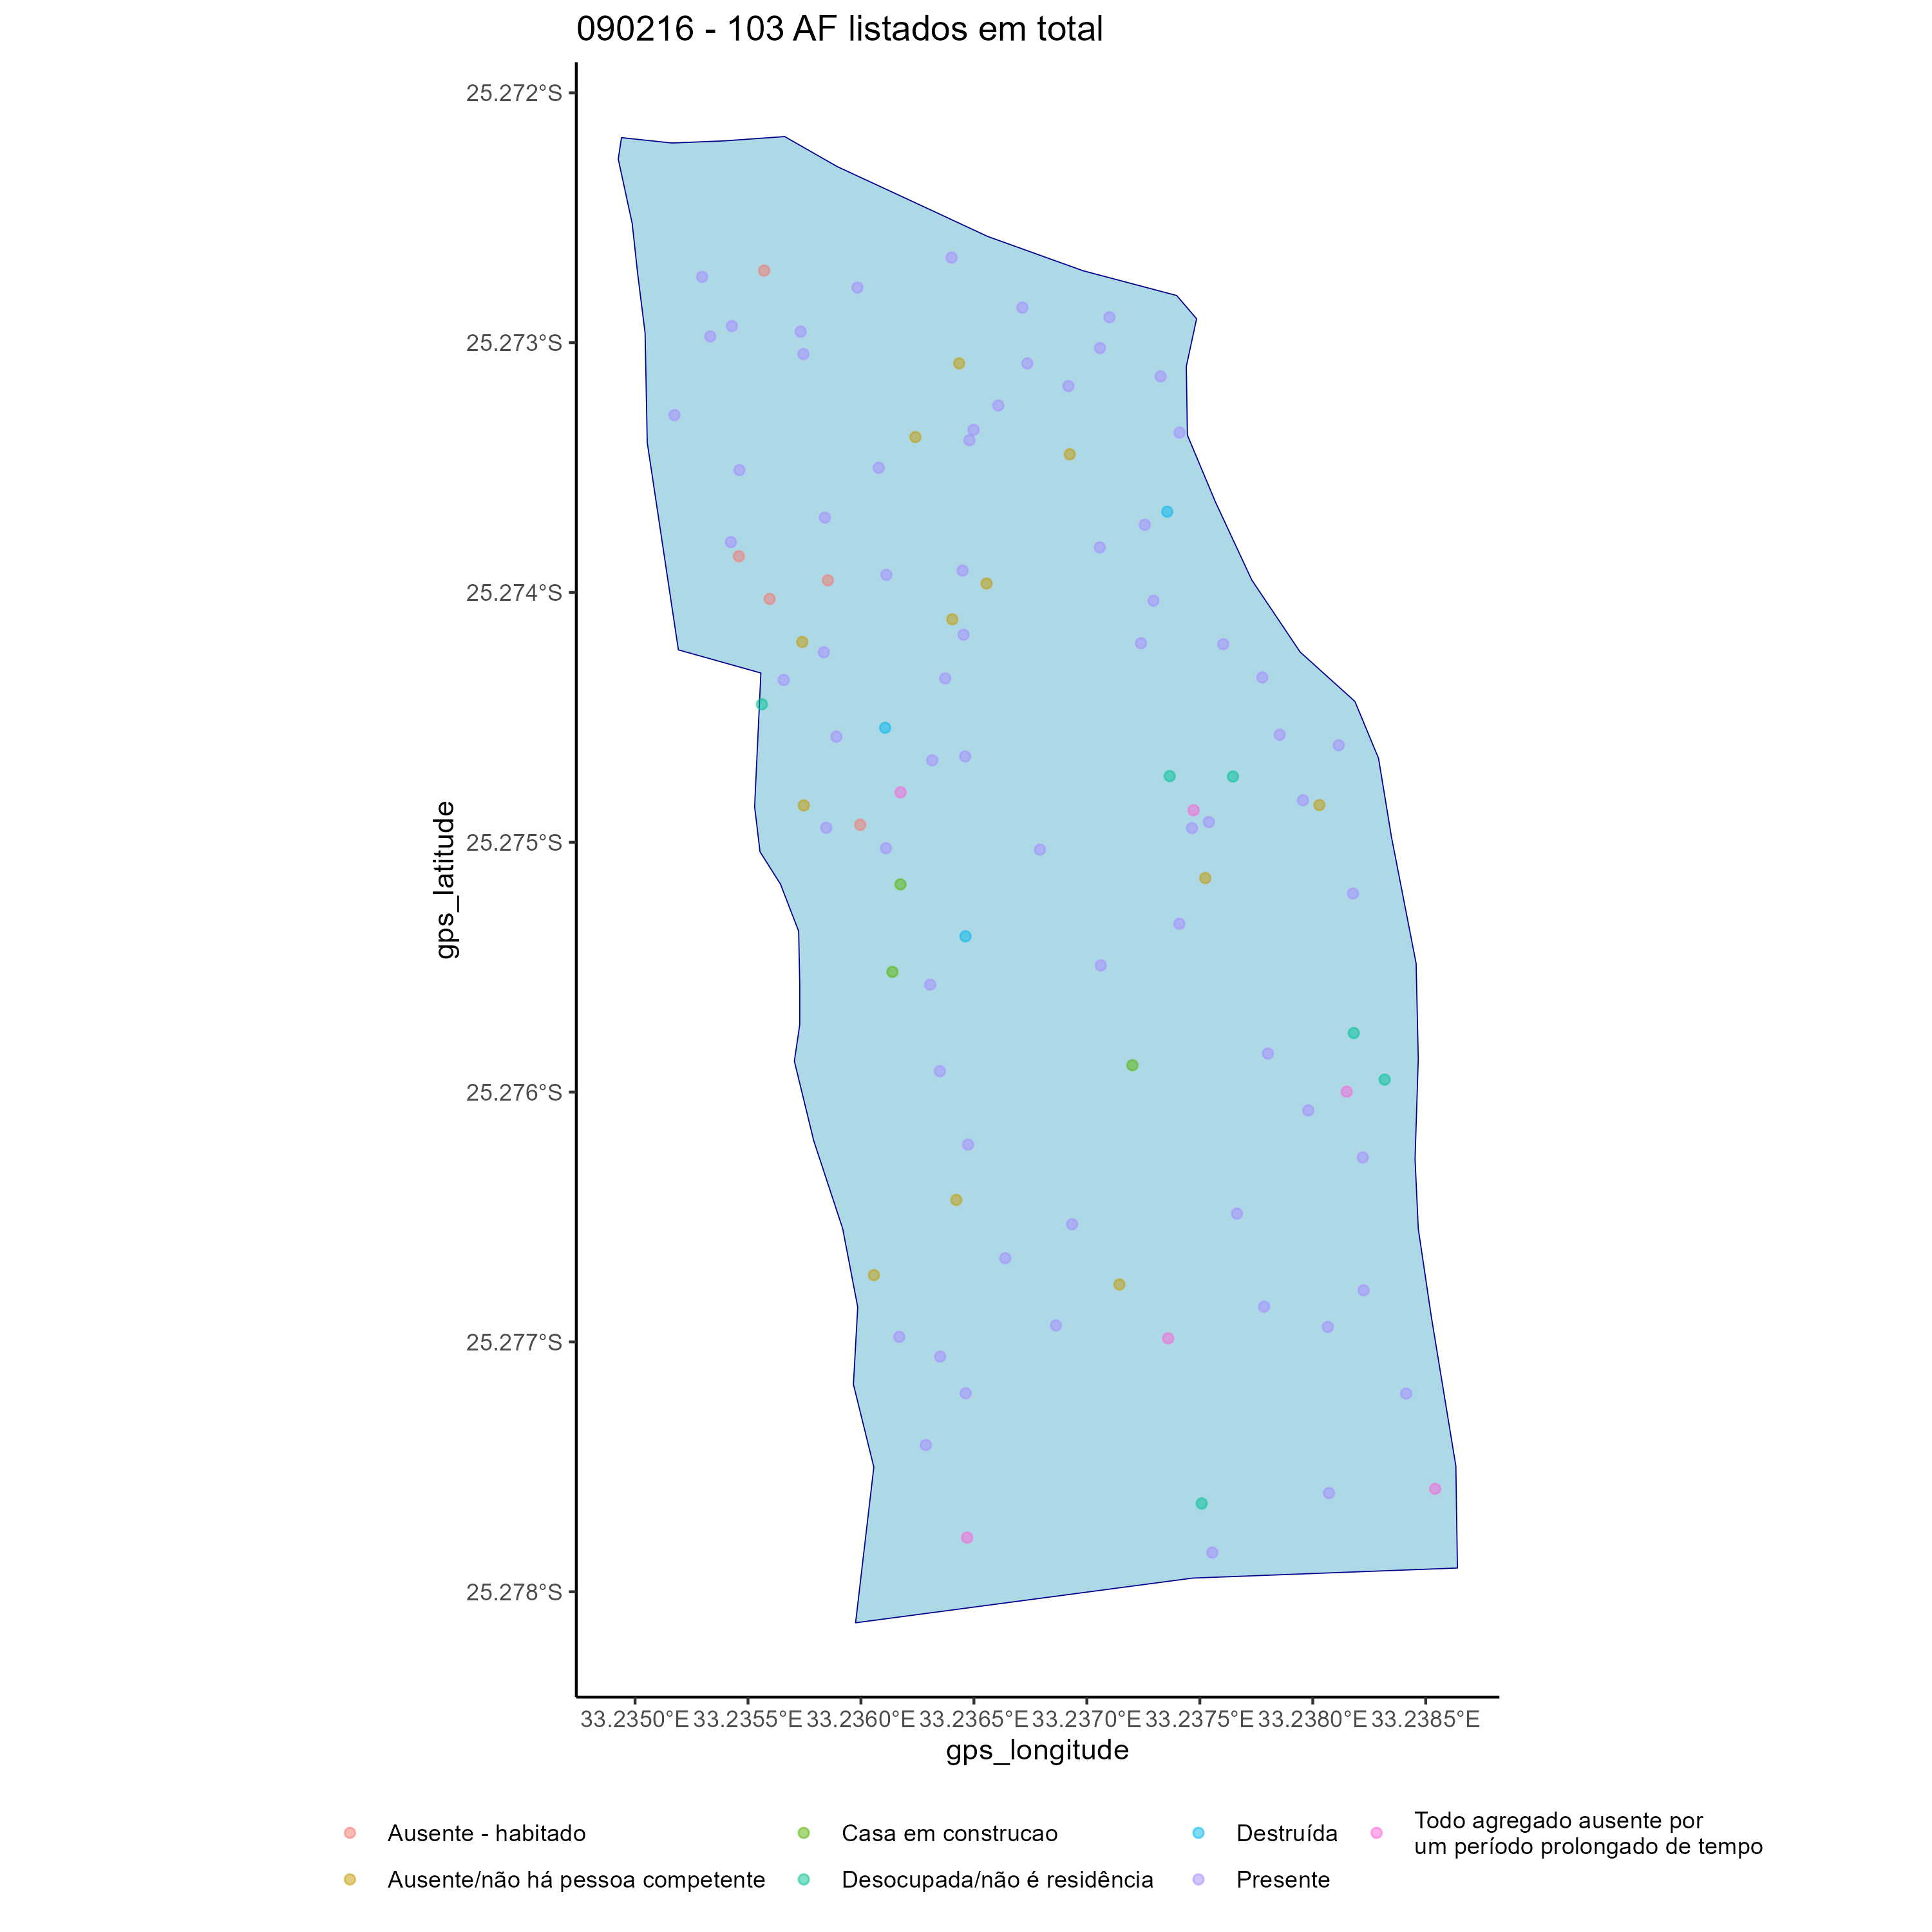 090216 - 103 AF listados em total
25.272°S
25.273°S
25.274°S
25.275°S
25.276°S
25.277°S
25.278°S
gps_latitude
33.2350°E 33.2355°E 33.2360°E 33.2365°E 33.2370°E 33.2375°E 33.2380°E 33.2385°E
gps_longitude
Ausente - habitado
Ausente/não há pessoa competente
Casa em construcao
Desocupada/não é residência
Destruída
Presente
Todo agregado ausente por
um período prolongado de tempo